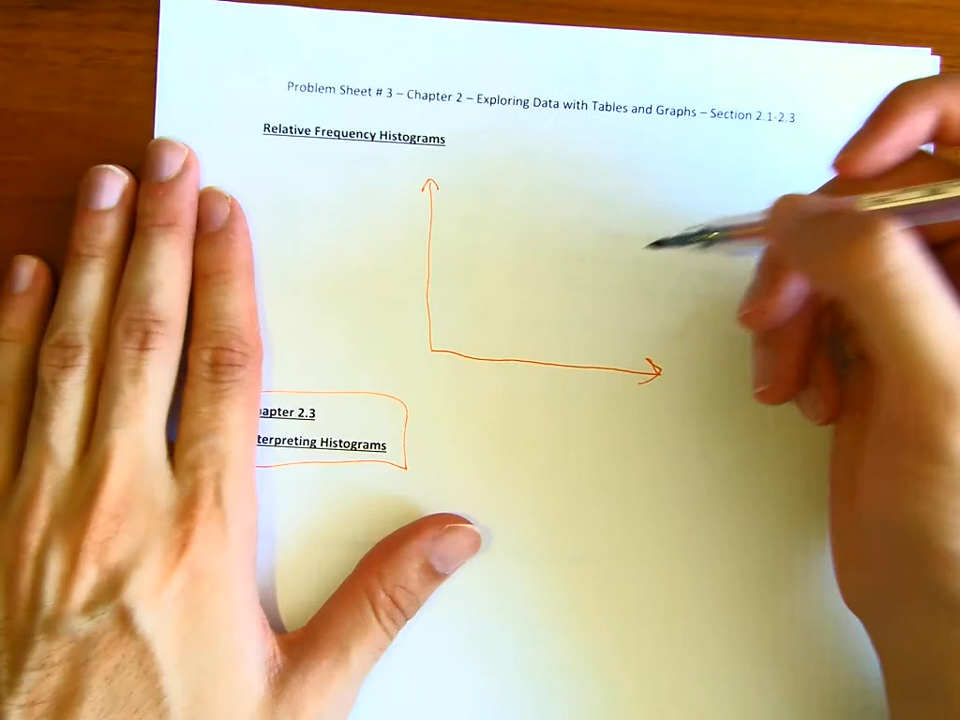 Problem Sheet # 3 – Chapter 2 – Exploring Data with Tables and Graphs – Section 2.1-2.3
Relative Frequency Histograms
hapter 2.3
terpreting Histograms